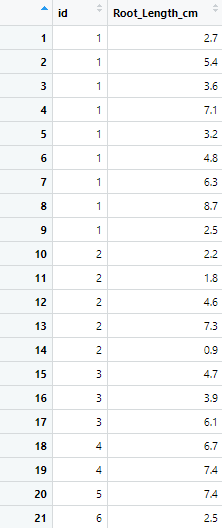 id Root_Length_cm
1 1 2.7
2 1 5.4
3 1 3.6
4 1 7.1
5 1 3.2
6 1 4.8
7 1 6.3
8 1 8.7
9 1 2.5
10 2 2.2
11 2 1.8
12 2 4.6
13 2 7.3
14 2 0.9
15 3 4.7
16 3 3.9
17 3 6.1
18 4 6.7
19 4 7.4
20 5 7.4
21 6 2.5